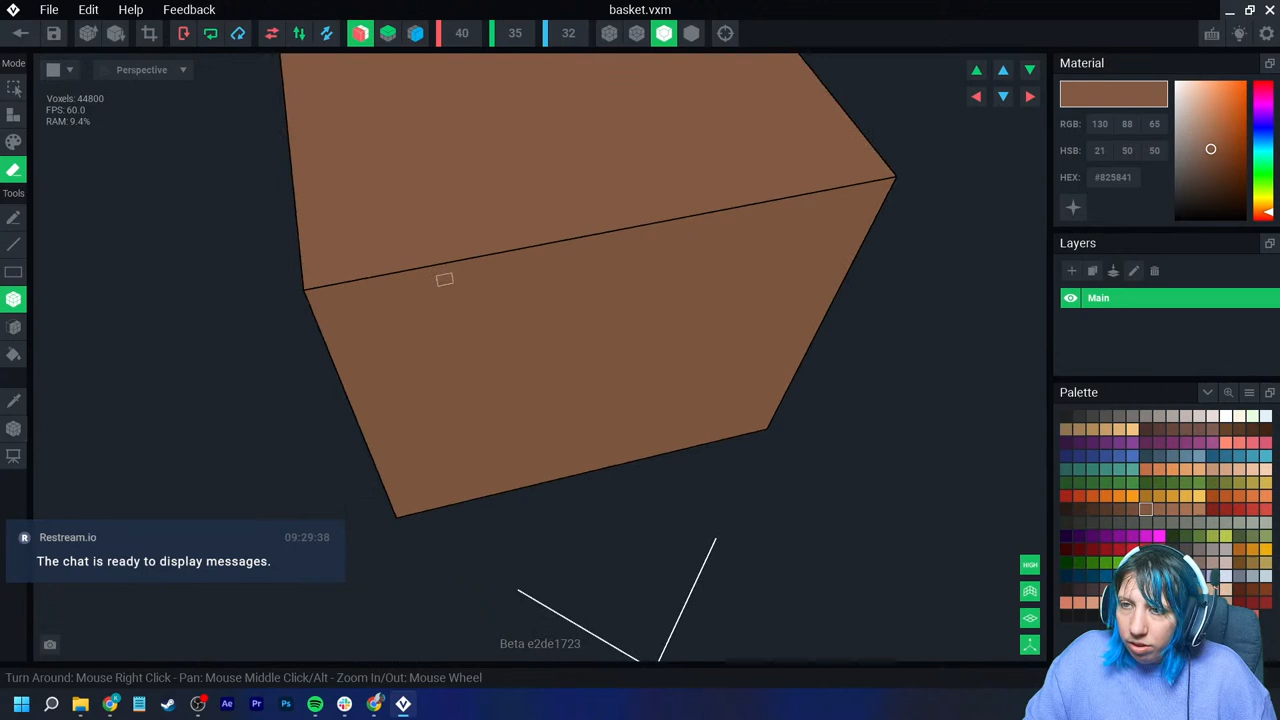 File Edit Help Feedback
basket.vxm
40 35 32
Mode
Perspective
Voxels: 44800
FPS: 60.0
RAM: 9.4%
Tools
Material
RGB: 130 88 65
HSB: 21 50 50
HEX: #825841
Layers
Main
Palette
R Restream.io 09:29:38
The chat is ready to display messages.
HIGH
Beta e2de1723
Turn Around: Mouse Right Click - Pan: Mouse Middle Click/Alt - Zoom In/Out: Mouse Wheel
Ae Pr Ps